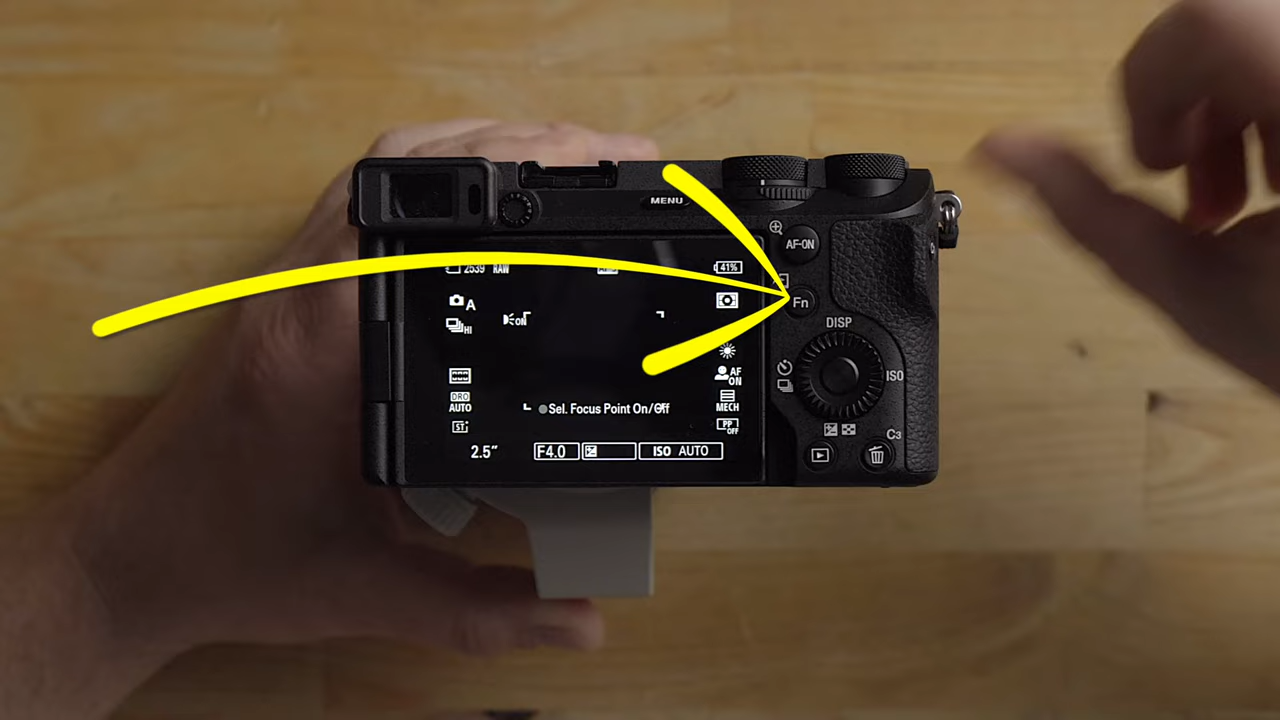 MENU
AF-ON
2539 RAW
41%
A
Fn
HI
ON
DISP
ISO
AF
ON
DRO
AUTO
MECH
Sel. Focus Point On/Off
PP
OFF
C3
2.5"
F4.0
ISO AUTO